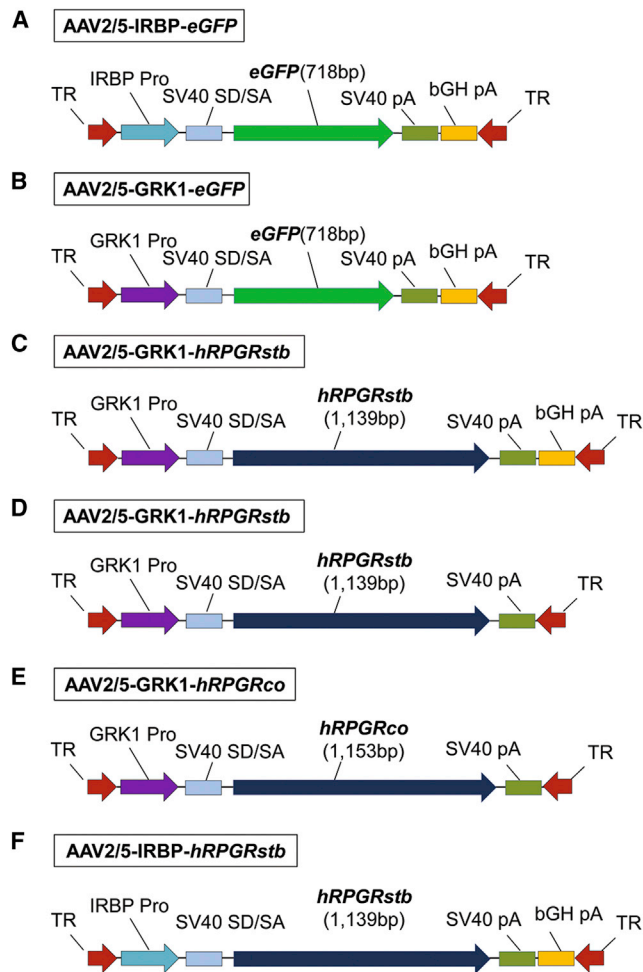 A
AAV2/5-IRBP-eGFP
TR
IRBP Pro
SV40 SD/SA
eGFP(718bp)
SV40 pA
bGH pA
TR
B
AAV2/5-GRK1-eGFP
TR
GRK1 Pro
SV40 SD/SA
eGFP(718bp)
SV40 pA
bGH pA
TR
C
AAV2/5-GRK1-hRPGRstb
TR
GRK1 Pro
SV40 SD/SA
hRPGRstb
(1,139bp)
SV40 pA
bGH pA
TR
D
AAV2/5-GRK1-hRPGRstb
TR
GRK1 Pro
SV40 SD/SA
hRPGRstb
(1,139bp)
SV40 pA
TR
E
AAV2/5-GRK1-hRPGRco
TR
GRK1 Pro
SV40 SD/SA
hRPGRco
(1,153bp)
SV40 pA
TR
F
AAV2/5-IRBP-hRPGRstb
TR
IRBP Pro
SV40 SD/SA
hRPGRstb
(1,139bp)
SV40 pA
bGH pA
TR